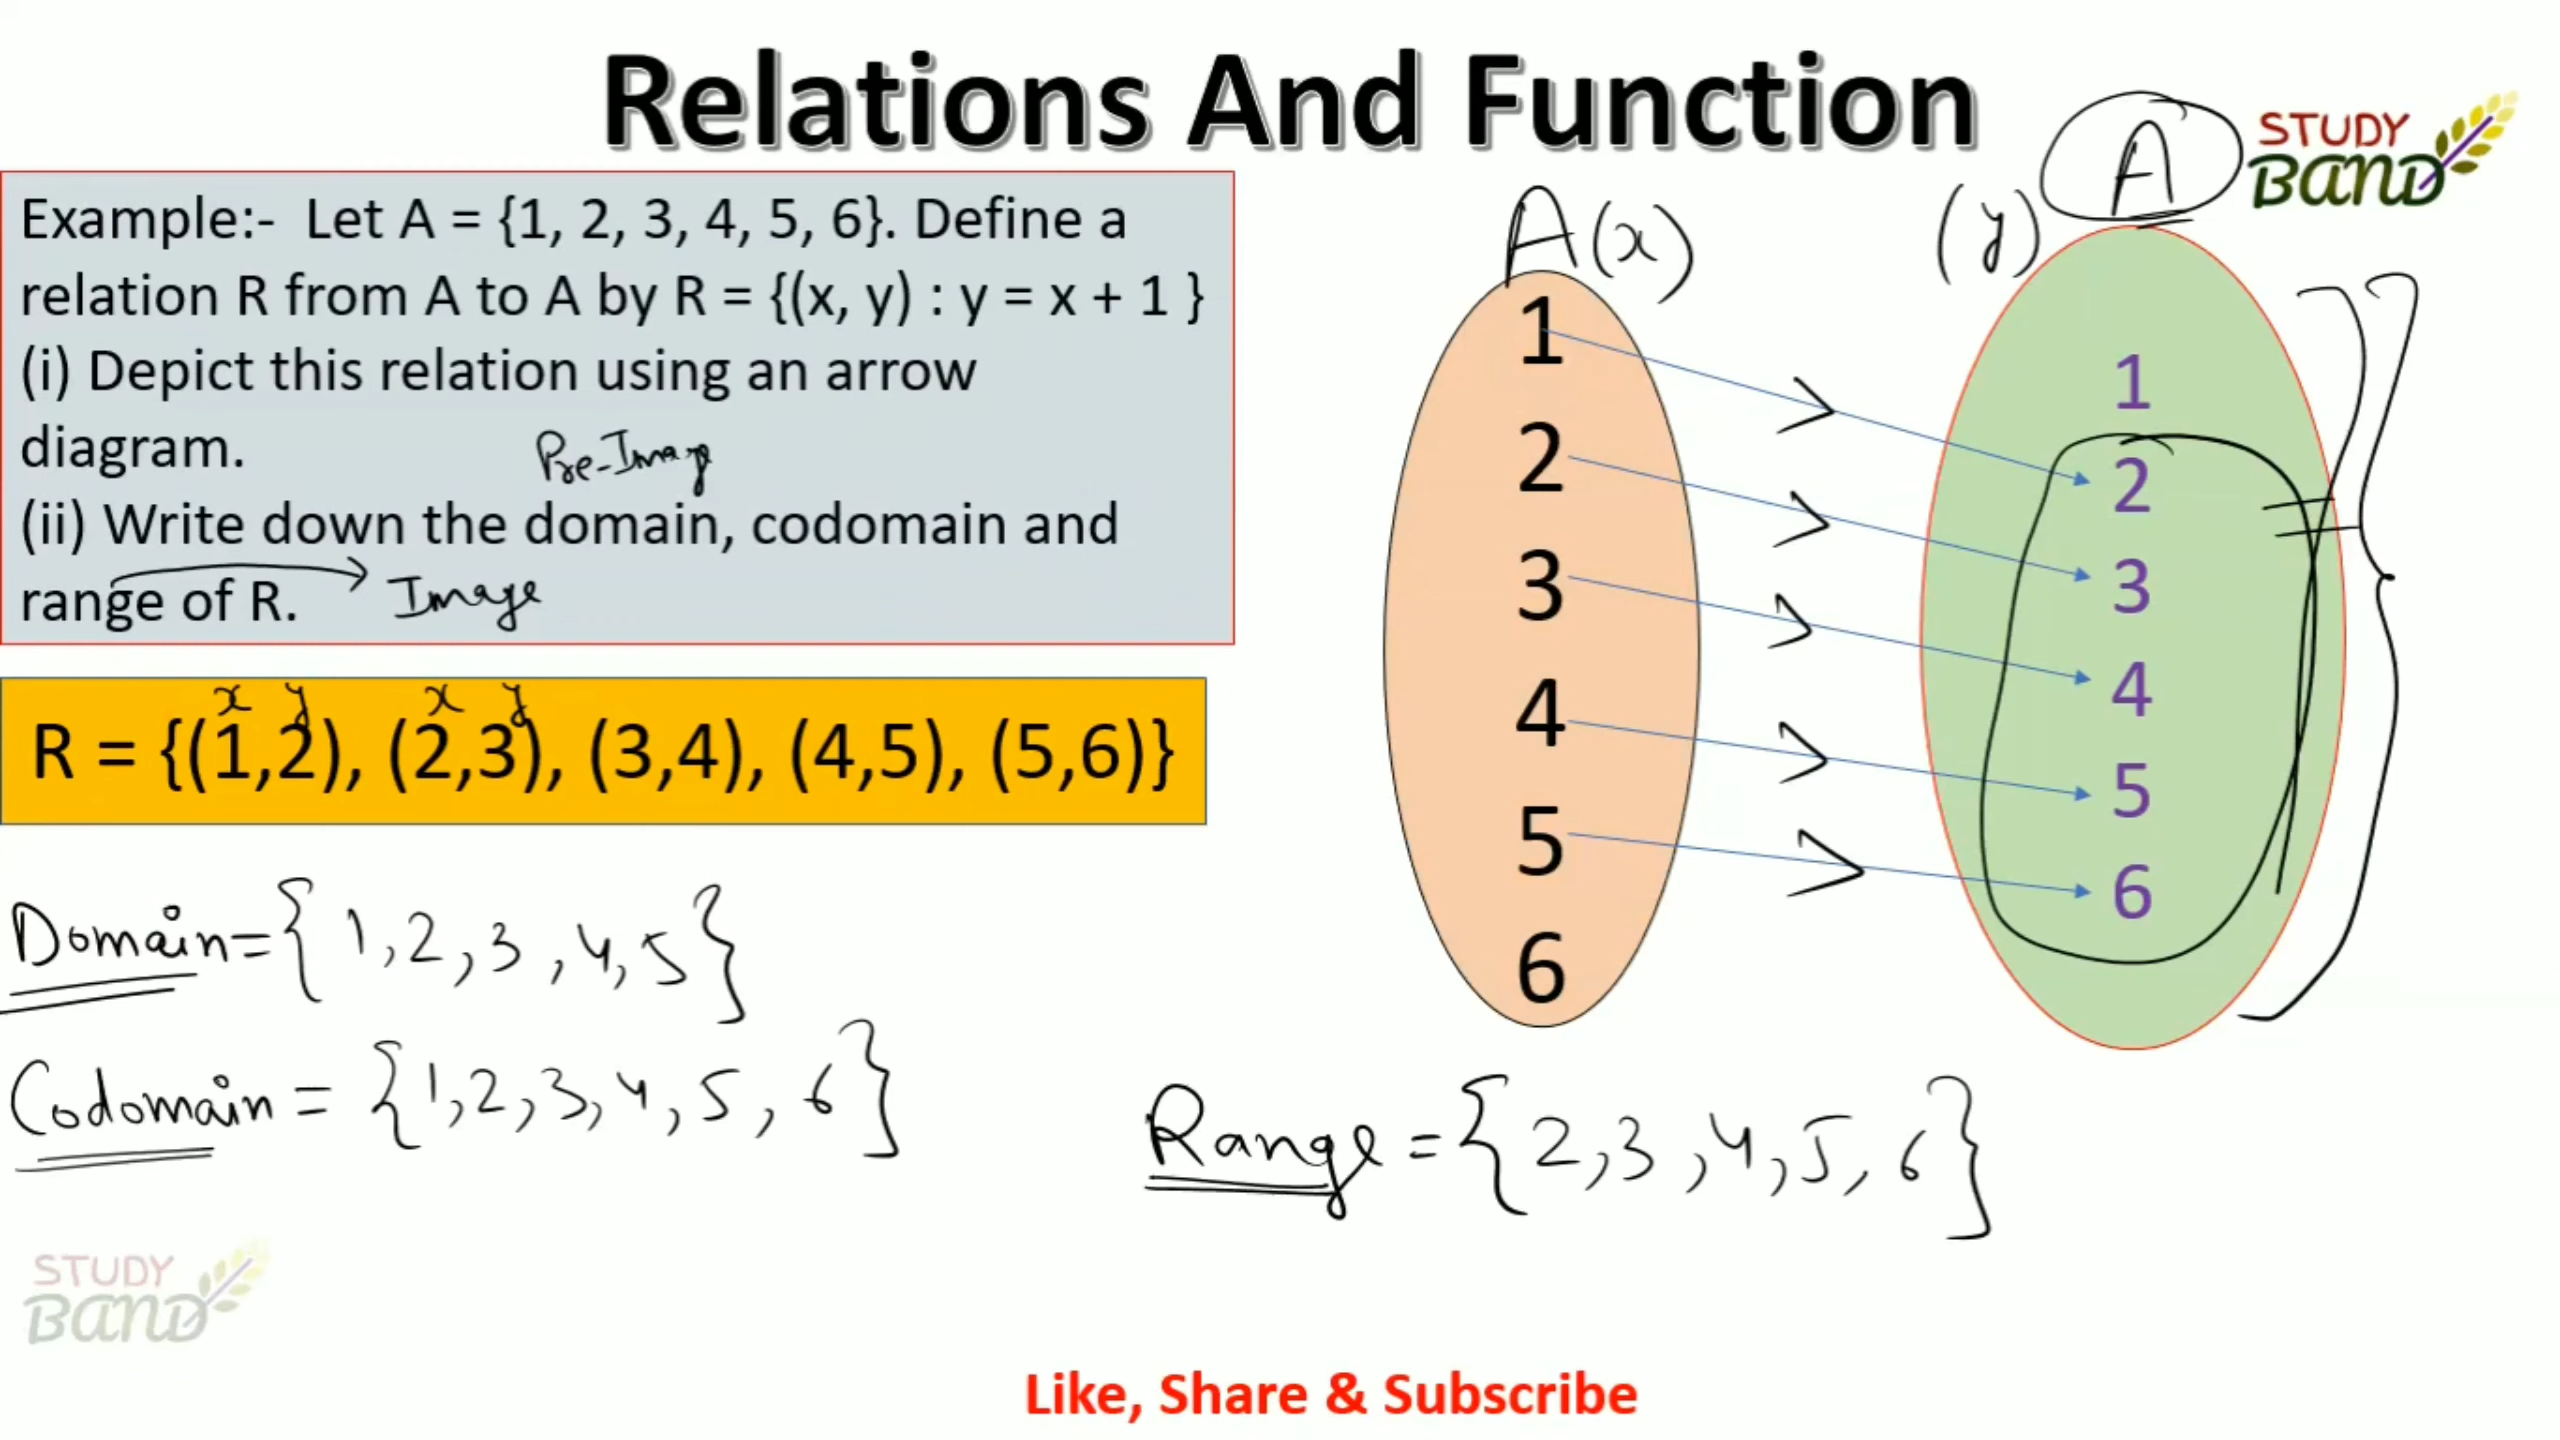 Relations And Function
A
STUDY
BAND
Example:- Let A = {1, 2, 3, 4, 5, 6}. Define a
relation R from A to A by R = {(x, y) : y = x + 1 }
(i) Depict this relation using an arrow
diagram.
Pre-Image
(ii) Write down the domain, codomain and
range of R.
Image
x y x y
R = {(1,2), (2,3), (3,4), (4,5), (5,6)}
A(x)
(y)
1
2
3
4
5
6
1
2
3
4
5
6
Domain={1,2,3,4,5}
Codomain = {1,2,3,4,5,6}
Range={2,3,4,5,6}
STUDY
BAND
Like, Share & Subscribe